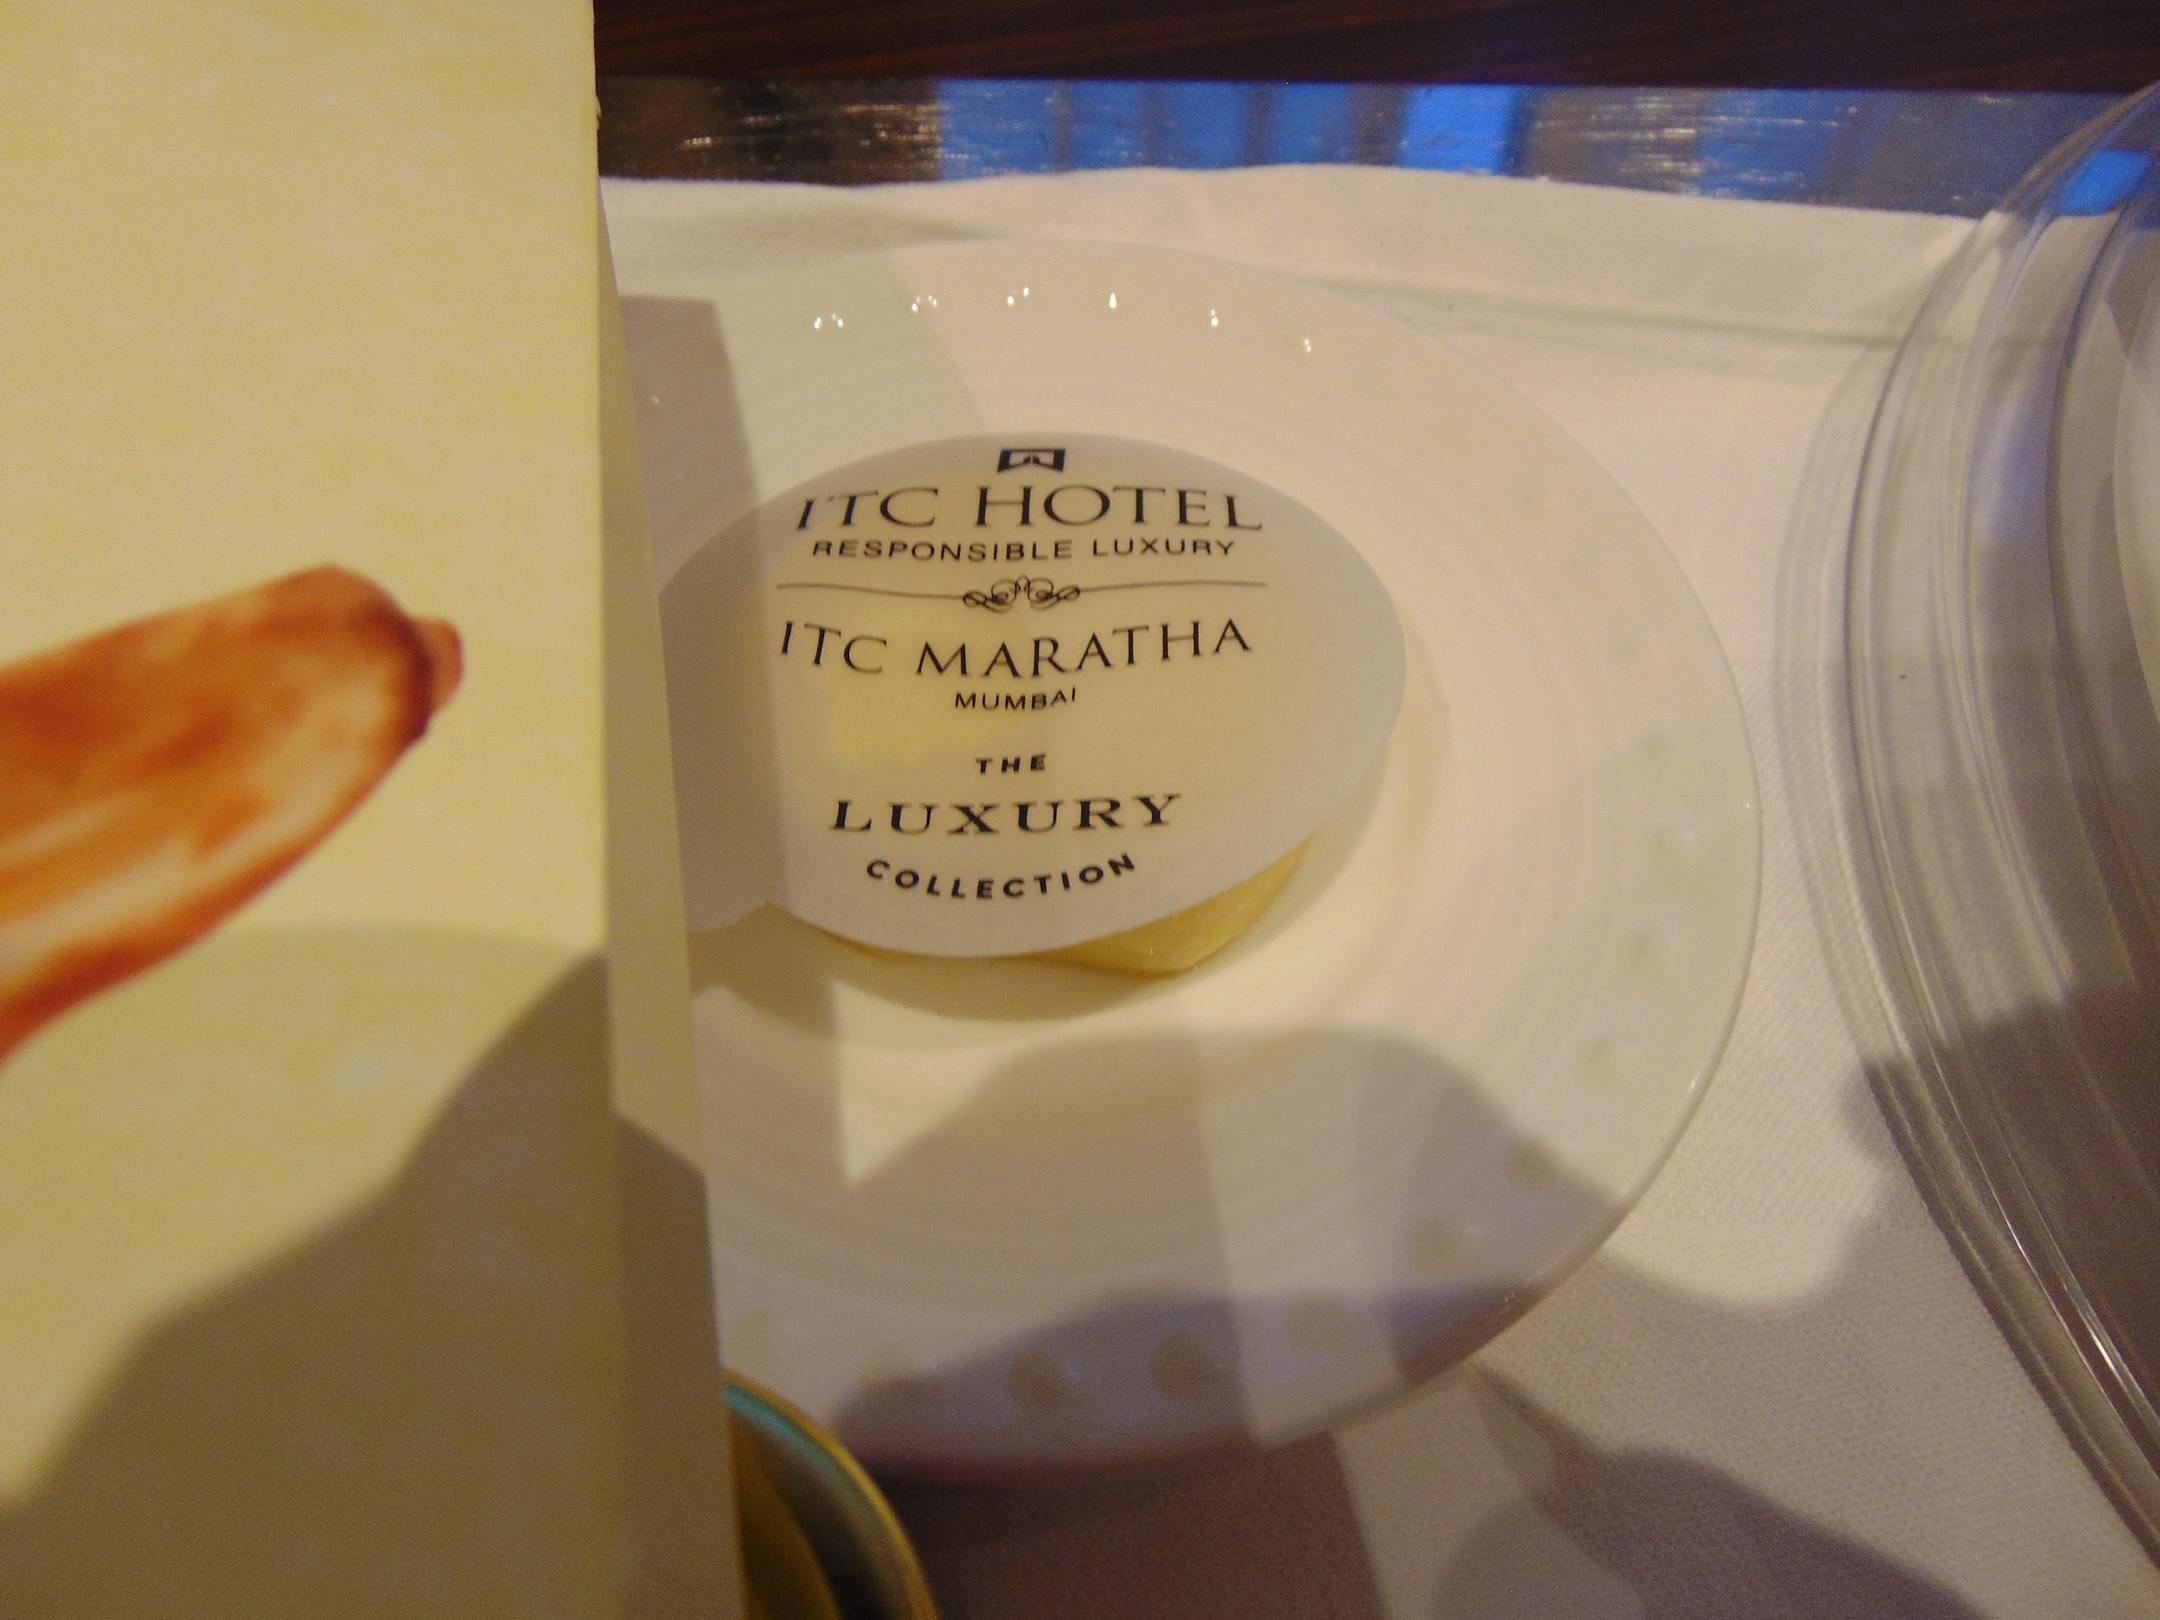 ITC HOTEL
RESPONSIBLE LUXURY
ITC MARATHA
MUMBAI
THE
LUXURY
COLLECTION